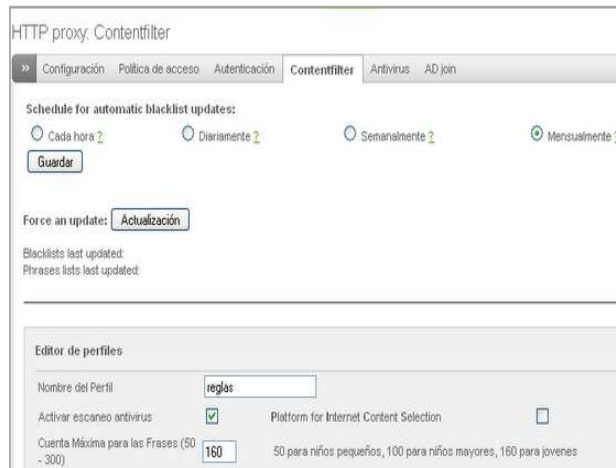 HTTP proxy: Contentfilter
» Configuración Política de acceso Autenticación Contentfilter Antivirus AD join
Schedule for automatic blacklist updates:
Cada hora ? Diariamente ? Semanalmente ? Mensualmente ?
Guardar
Force an update: Actualización
Blacklists last updated:
Phrases lists last updated:
Editor de perfiles
Nombre del Perfil reglas
Activar escaneo antivirus Platform for Internet Content Selection
Cuenta Máxima para las Frases (50
- 300) 160 50 para niños pequeños, 100 para niños mayores, 160 para jovenes